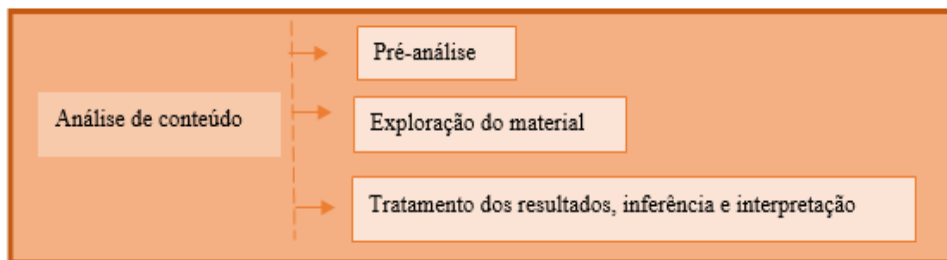 Pré-análise
Análise de conteúdo
Exploração do material
Tratamento dos resultados, inferência e interpretação